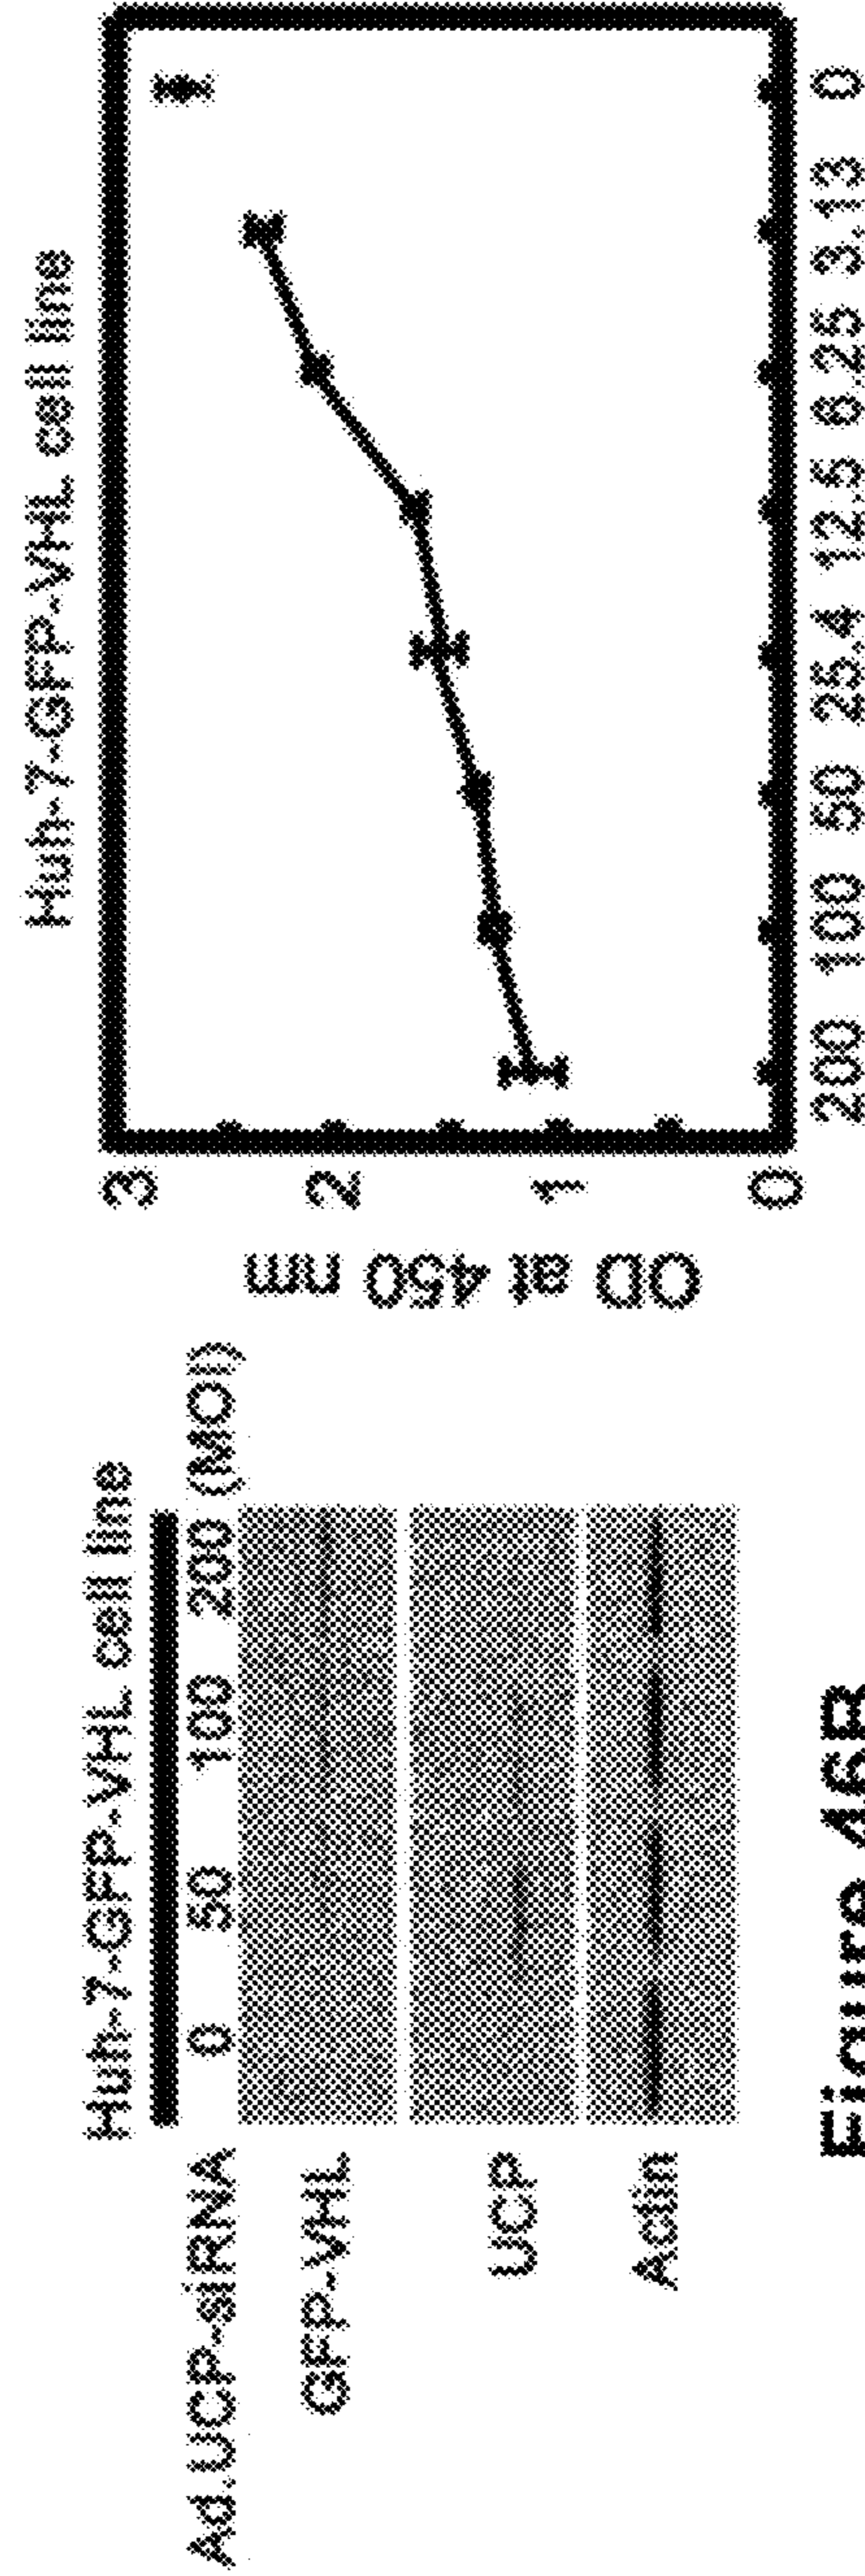 Huh-7-GFP-VHL cell line
Ad.UCP-siRNA 0 50 100 200 (MOI)
GFP-VHL
UCP
Actin
Huh-7-GFP-VHL cell line
OD at 450 nm
3
2
1
0
200 100 50 25.4 12.5 6.25 3.13 0
Figure 46B